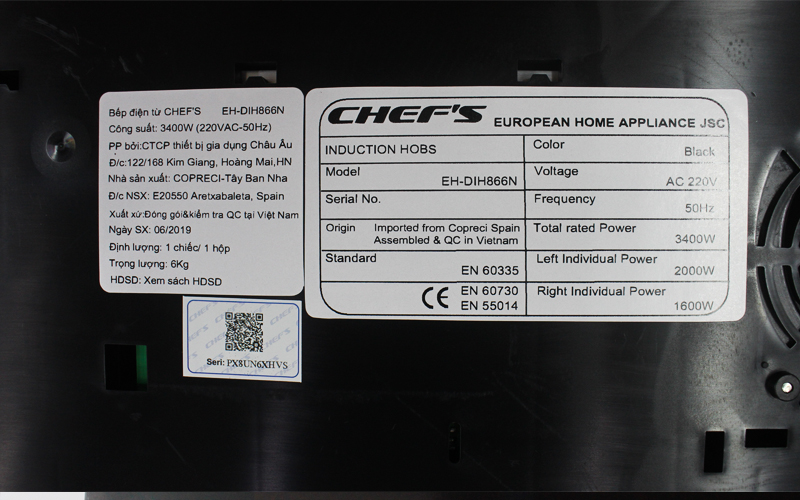 Bếp điện từ CHEF'S EH-DIH866N
Công suất: 3400W (220VAC-50Hz)
PP bởi:CTCP thiết bị gia dụng Châu Âu
Đ/c:122/168 Kim Giang, Hoàng Mai,HN
Nhà sản xuất: COPRECI-Tây Ban Nha
Đ/c NSX: E20550 Aretxabaleta, Spain
Xuất xứ:Đóng gói&kiểm tra QC tại Việt Nam
Ngày SX: 06/2019
Định lượng: 1 chiếc/ 1 hộp
Trọng lượng: 6Kg
HDSD: Xem sách HDSD
CHEF'S
Seri: PX8UN6XHVS
CHEF'S EUROPEAN HOME APPLIANCE JSC
INDUCTION HOBS
Model
EH-DIH866N
Serial No.
Origin Imported from Copreci Spain
Assembled & QC in Vietnam
Standard
EN 60335
CE EN 60730
EN 55014
Color
Black
Voltage
AC 220V
Frequency
50Hz
Total rated Power
3400W
Left Individual Power
2000W
Right Individual Power
1600W